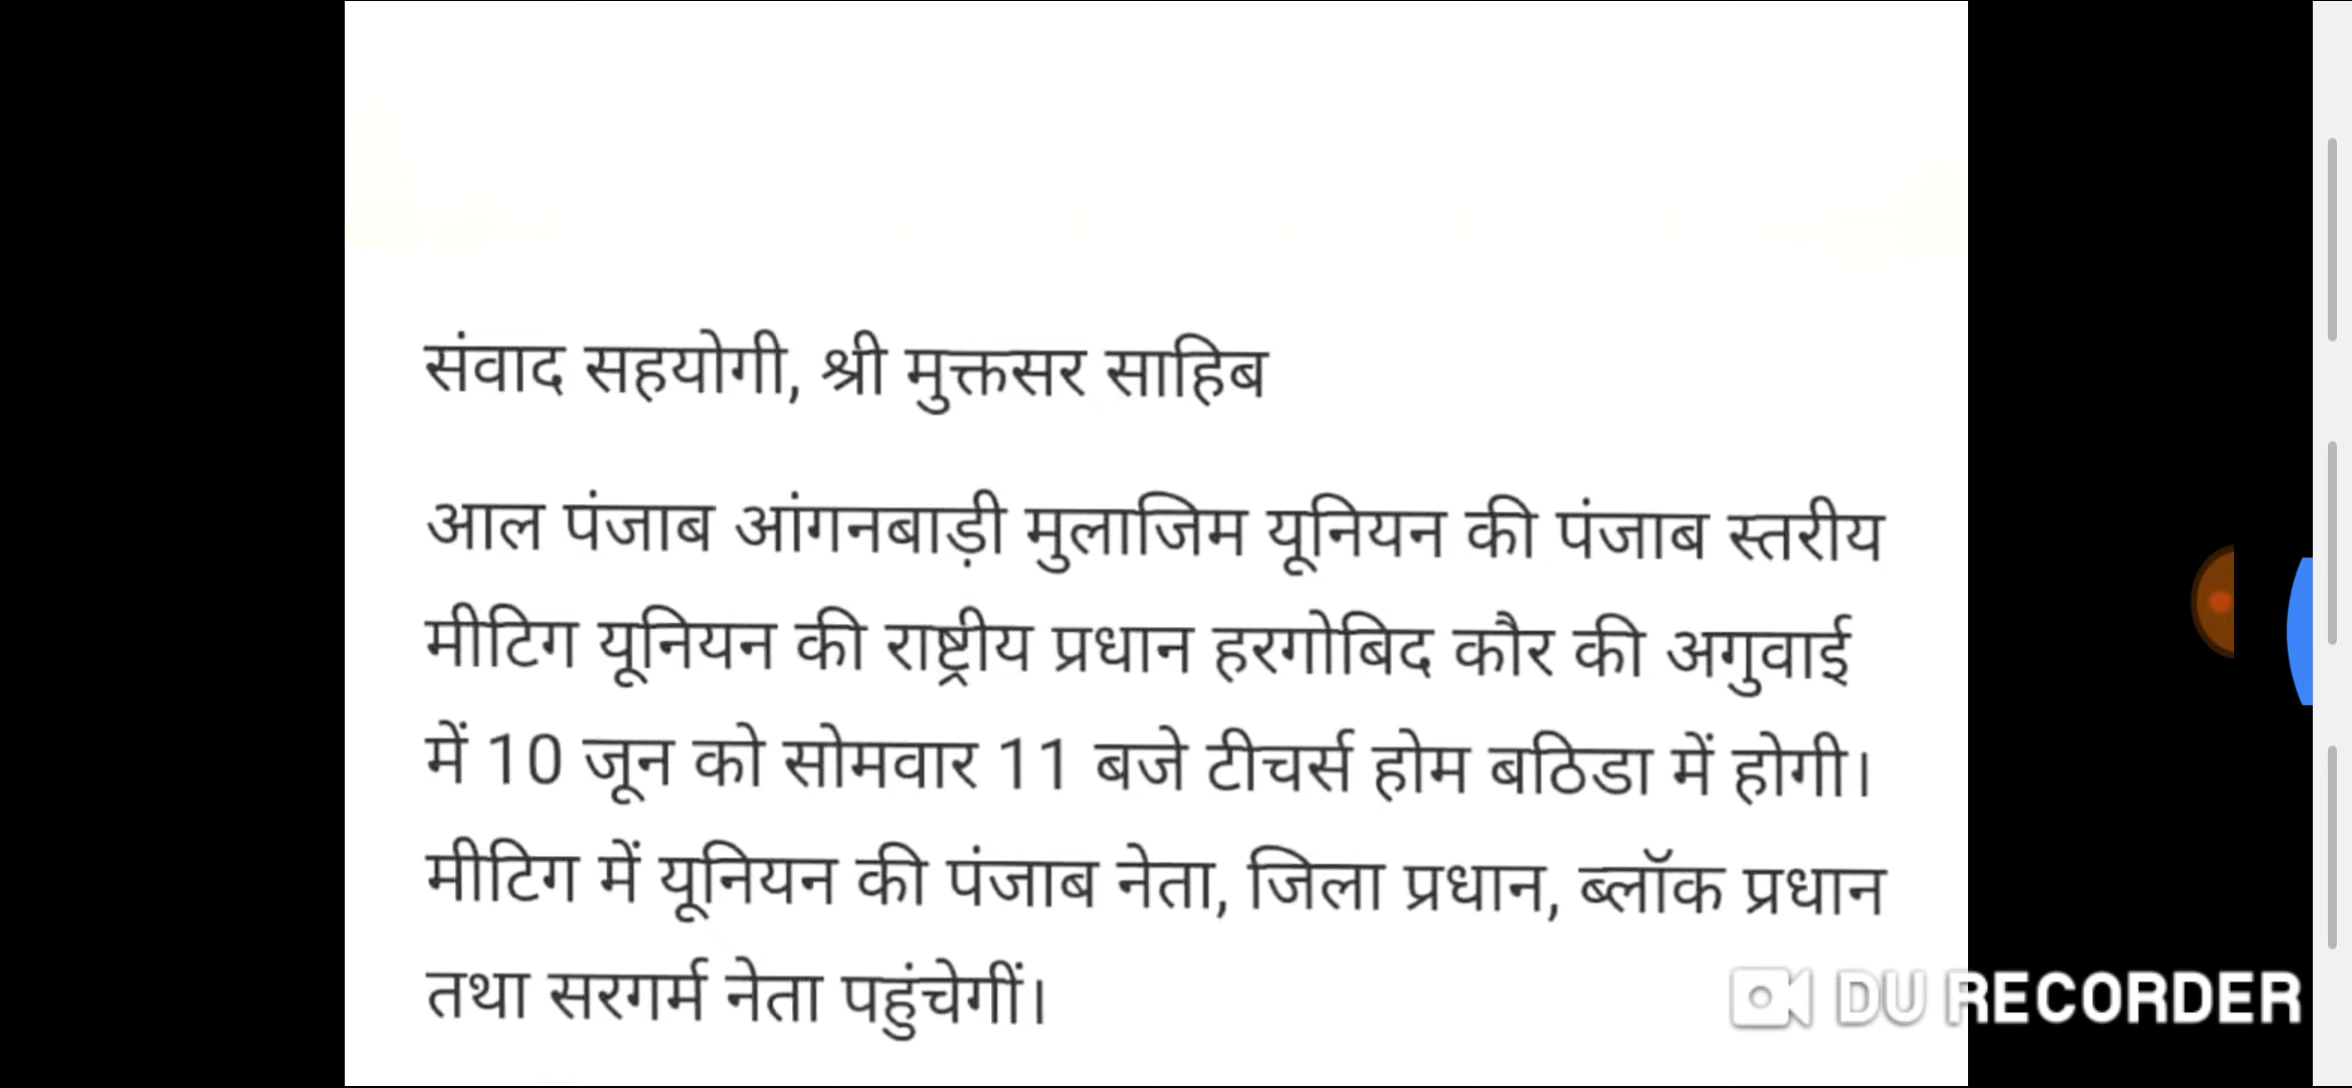 संवाद सहयोगी, श्री मुक्तसर साहिब
आल पंजाब आंगनबाड़ी मुलाजिम यूनियन की पंजाब स्तरीय
मीटिग यूनियन की राष्ट्रीय प्रधान हरगोबिद कौर की अगुवाई
में 10 जून को सोमवार 11 बजे टीचर्स होम बठिडा में होगी।
मीटिग में यूनियन की पंजाब नेता, जिला प्रधान, ब्लॉक प्रधान
तथा सरगर्म नेता पहुंचेगीं।
DU RECORDER